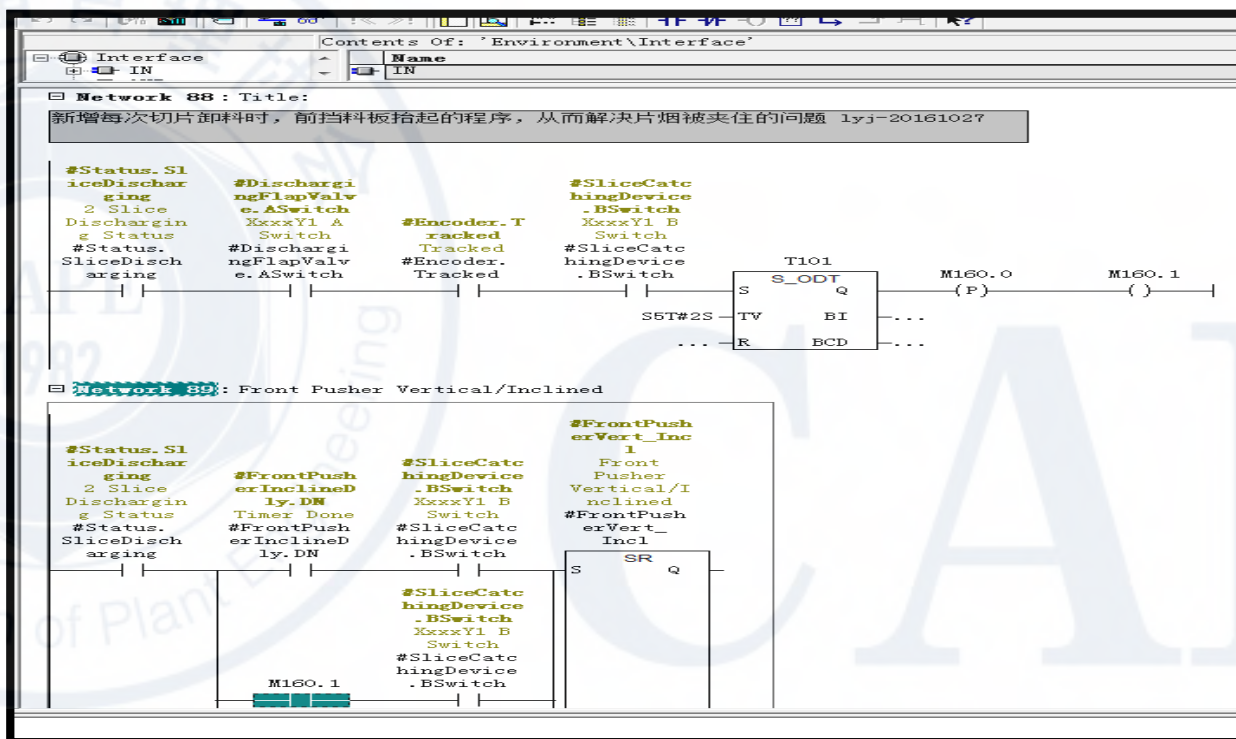 Contents Of: 'Environment\Interface'
Interface
IN
Name
IN
Network 88: Title:
新增每次切片卸料时，前挡料板抬起的程序，从而解决片烟被夹住的问题 lyj-20161027
#Status.Sl
iceDischar
ging
2 Slice
Dischargin
g Status
#Status.
SliceDisch
arging
#Dischargi
ngFlapValv
e.ASwitch
XxxxY1 A
Switch
#Dischargi
ngFlapValv
e.ASwitch
#Encoder.T
racked
Tracked
#Encoder.
Tracked
#SliceCatc
hingDevice
.BSwitch
XxxxY1 B
Switch
#SliceCatc
hingDevice
.BSwitch
T101
S_ODT
S
Q
S5T#2S
TV
BI
...
... R
BCD
...
M160.0
(P)
M160.1
( )
Network 89: Front Pusher Vertical/Inclined
#Status.Sl
iceDischar
ging
2 Slice
Dischargin
g Status
#Status.
SliceDisch
arging
#FrontPush
erInclineD
ly.DN
Timer Done
#FrontPush
erInclineD
ly.DN
#SliceCatc
hingDevice
.BSwitch
XxxxY1 B
Switch
#SliceCatc
hingDevice
.BSwitch
#FrontPush
erVert_Inc
l
Front
Pusher
Vertical/I
nclined
#FrontPush
erVert_
Incl
SR
S
Q
M160.1
#SliceCatc
hingDevice
.BSwitch
XxxxY1 B
Switch
#SliceCatc
hingDevice
.BSwitch
1982
of Plant Engineering
CA